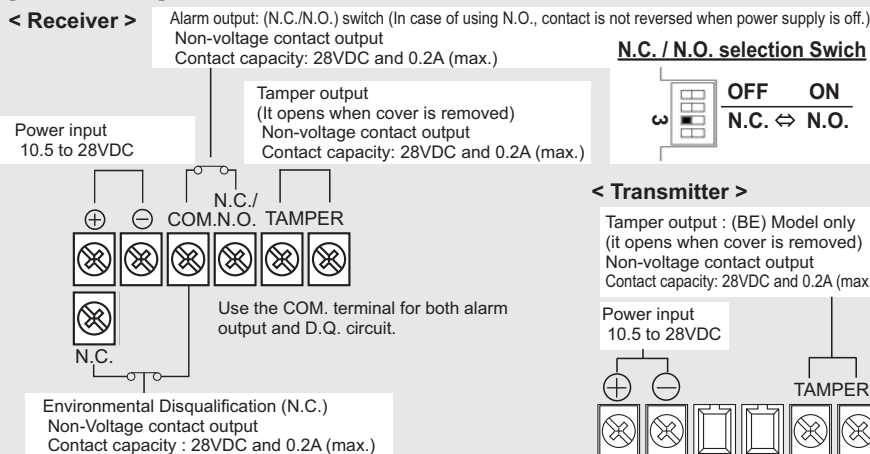 < Receiver >
Alarm output: (N.C./N.O.) switch (In case of using N.O., contact is not reversed when power supply is off.)
Non-voltage contact output
Contact capacity: 28VDC and 0.2A (max.)
N.C. / N.O. selection Swich
OFF ON
N.C. ⇔ N.O.
3
Tamper output
(It opens when cover is removed)
Non-voltage contact output
Contact capacity: 28VDC and 0.2A (max.)
Power input
10.5 to 28VDC
N.C./
⊕ ⊖ COM.N.O. TAMPER
Use the COM. terminal for both alarm
output and D.Q. circuit.
N.C.
Environmental Disqualification (N.C.)
Non-Voltage contact output
Contact capacity : 28VDC and 0.2A (max.)
< Transmitter >
Tamper output : (BE) Model only
(it opens when cover is removed)
Non-voltage contact output
Contact capacity: 28VDC and 0.2A (max
Power input
10.5 to 28VDC
⊕ ⊖ TAMPER